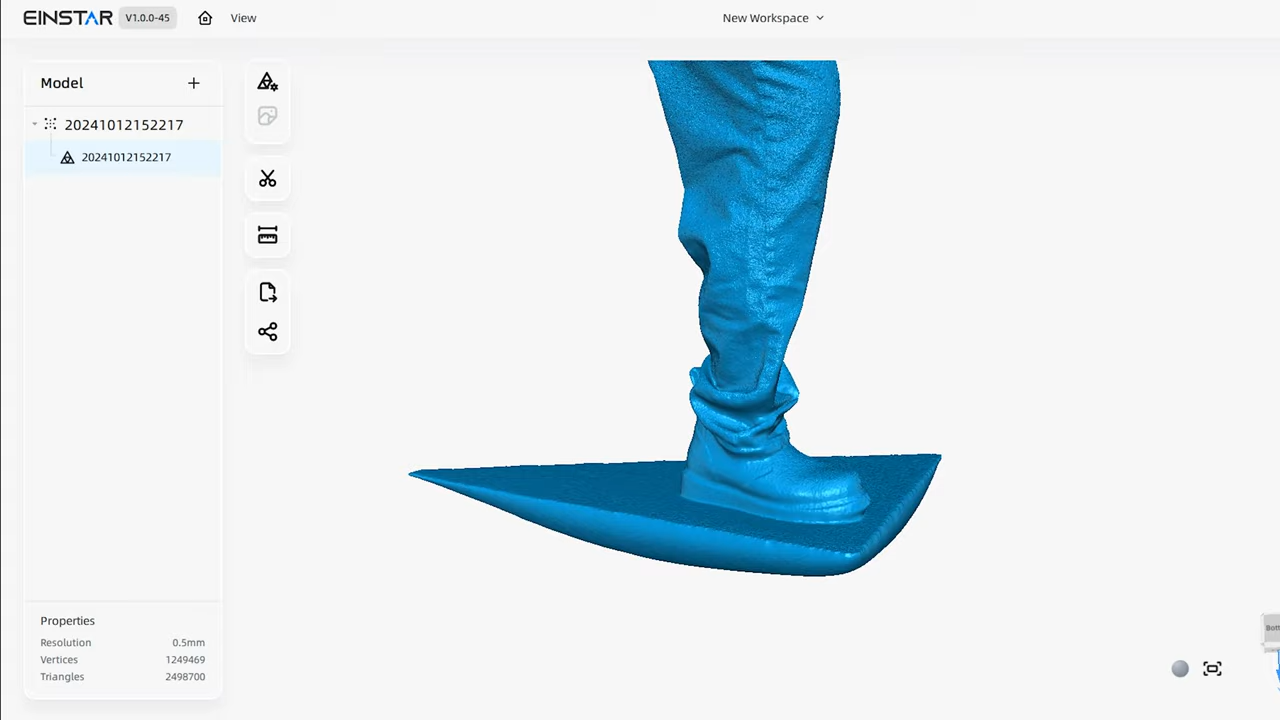 EINSTAR V1.0.0-45 View New Workspace
Model
20241012152217
20241012152217
Properties
Resolution 0.5mm
Vertices 1249469
Triangles 2498700